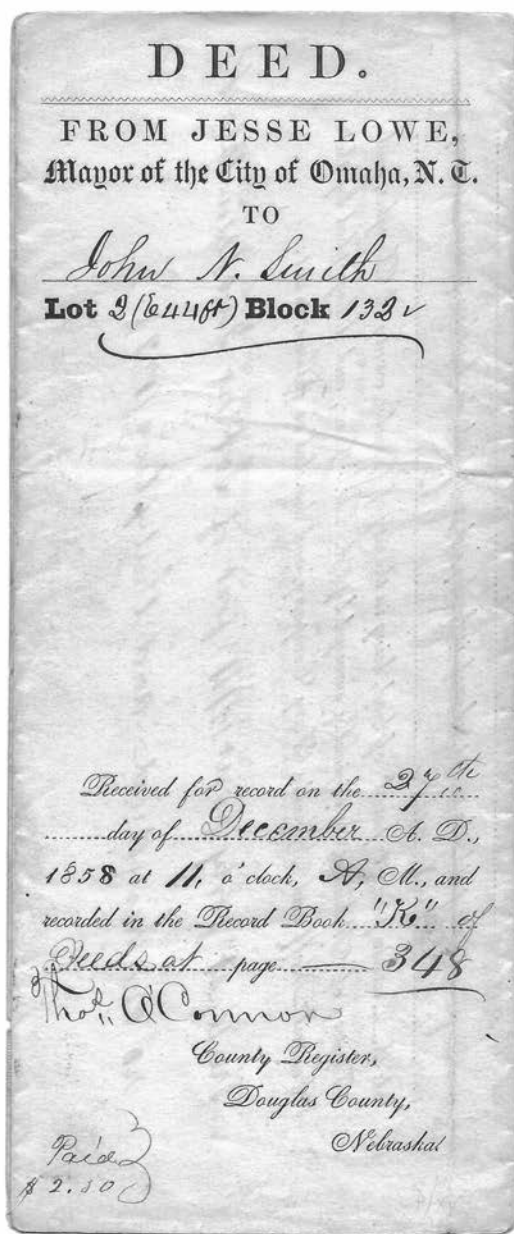 DEED.
FROM JESSE LOWE,
Mayor of the City of Omaha, N. T.
TO
John N. Smith
Lot 2 (E 44 ft) Block 132
Received for record on the 27th
day of December A. D.,
1858 at 11, o'clock, A, M., and
recorded in the Record Book "K" of
Deeds at page — 348
Thos. O'Connor
County Register,
Douglas County,
Nebraska
Paid
$2.50